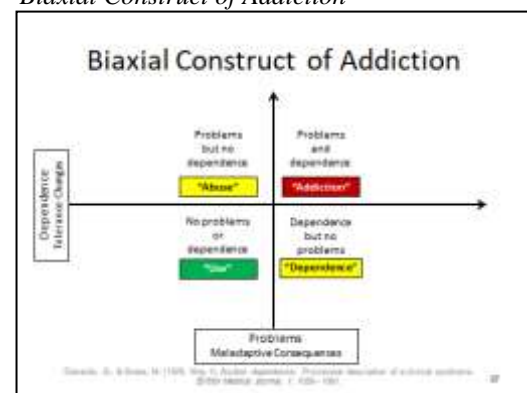 Biaxial Construct of Addiction
Biaxial Construct of Addiction
Problems
but no
dependence
"Abuse"
Problems
and
dependence
"Addiction"
Dependence
Tolerance Changes
No problems
or
dependence
"Use"
Dependence
but no
problems
"Dependence"
Problems
Maladaptive Consequences